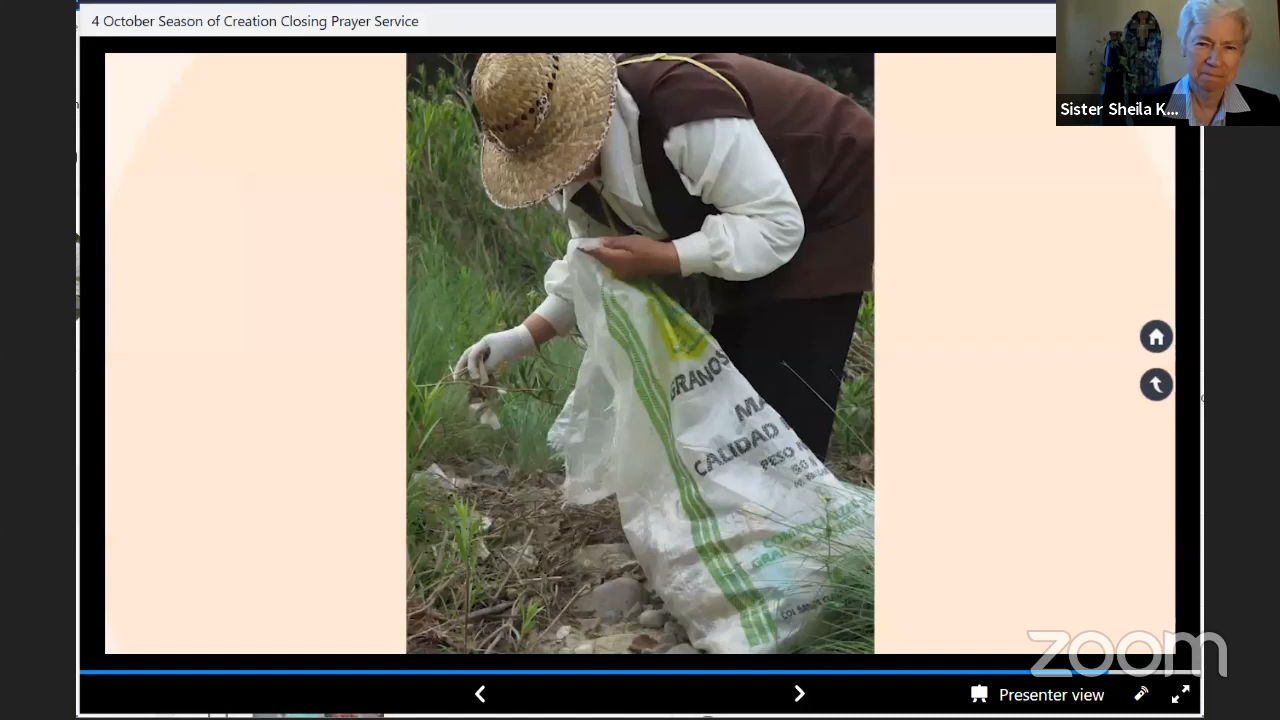 4 October Season of Creation Closing Prayer Service
Sister Sheila K...
GRANOS
CALIDAD
PESO
zoom
Presenter view